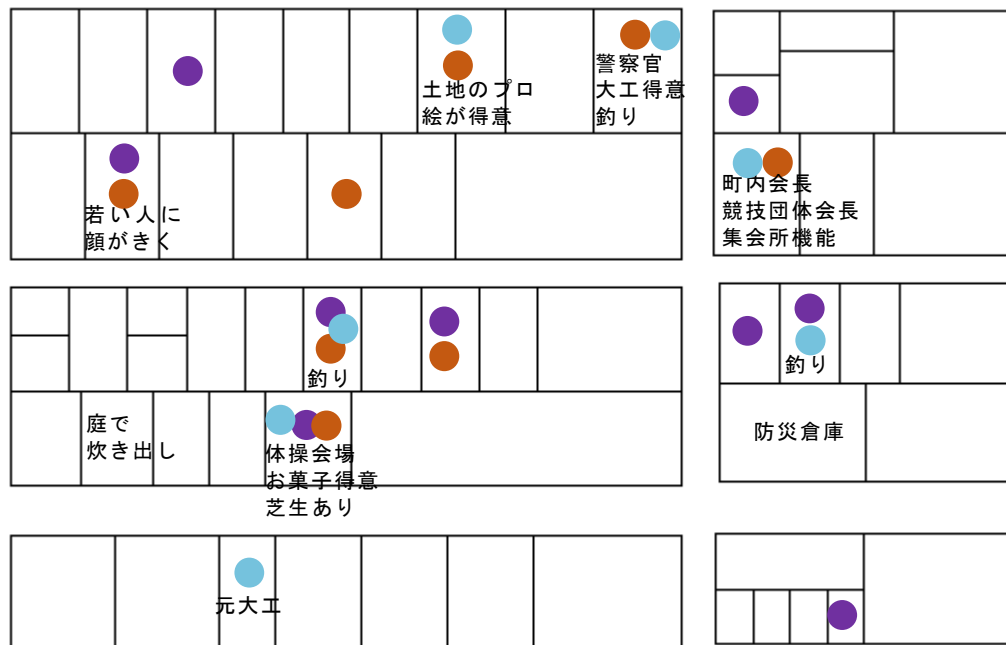 土地のプロ
絵が得意
警察官
大工得意
釣り
若い人に
顔がきく
町内会長
競技団体会長
集会所機能
釣り
庭で
炊き出し
体操会場
お菓子得意
芝生あり
釣り
防災倉庫
元大工